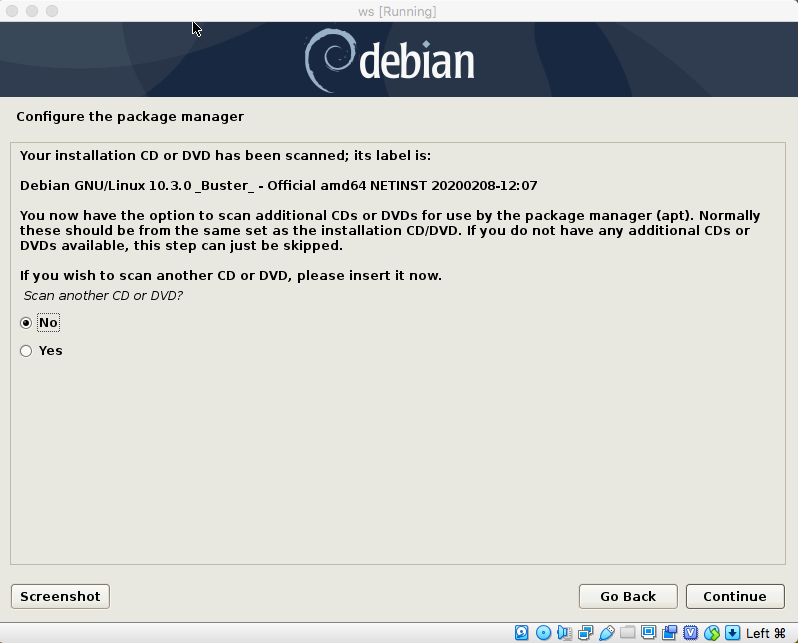 ws [Running]
debian
Configure the package manager
Your installation CD or DVD has been scanned; its label is:
Debian GNU/Linux 10.3.0 _Buster_ - Official amd64 NETINST 20200208-12:07
You now have the option to scan additional CDs or DVDs for use by the package manager (apt). Normally
these should be from the same set as the installation CD/DVD. If you do not have any additional CDs or
DVDs available, this step can just be skipped.
If you wish to scan another CD or DVD, please insert it now.
Scan another CD or DVD?
No
Yes
Screenshot
Go Back
Continue
Left ⌘